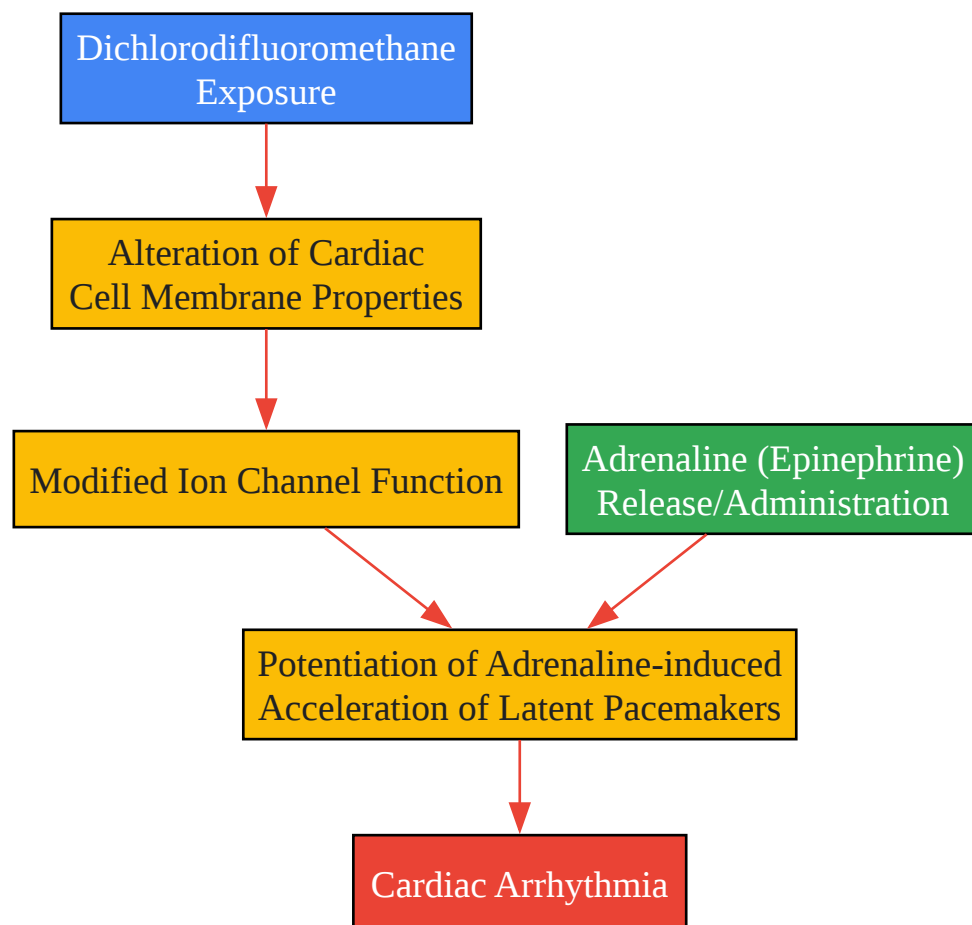 Dichlorodifluoromethane
Exposure
Alteration of Cardiac
Cell Membrane Properties
Modified Ion Channel Function
Adrenaline (Epinephrine)
Release/Administration
Potentiation of Adrenaline-induced
Acceleration of Latent Pacemakers
Cardiac Arrhythmia